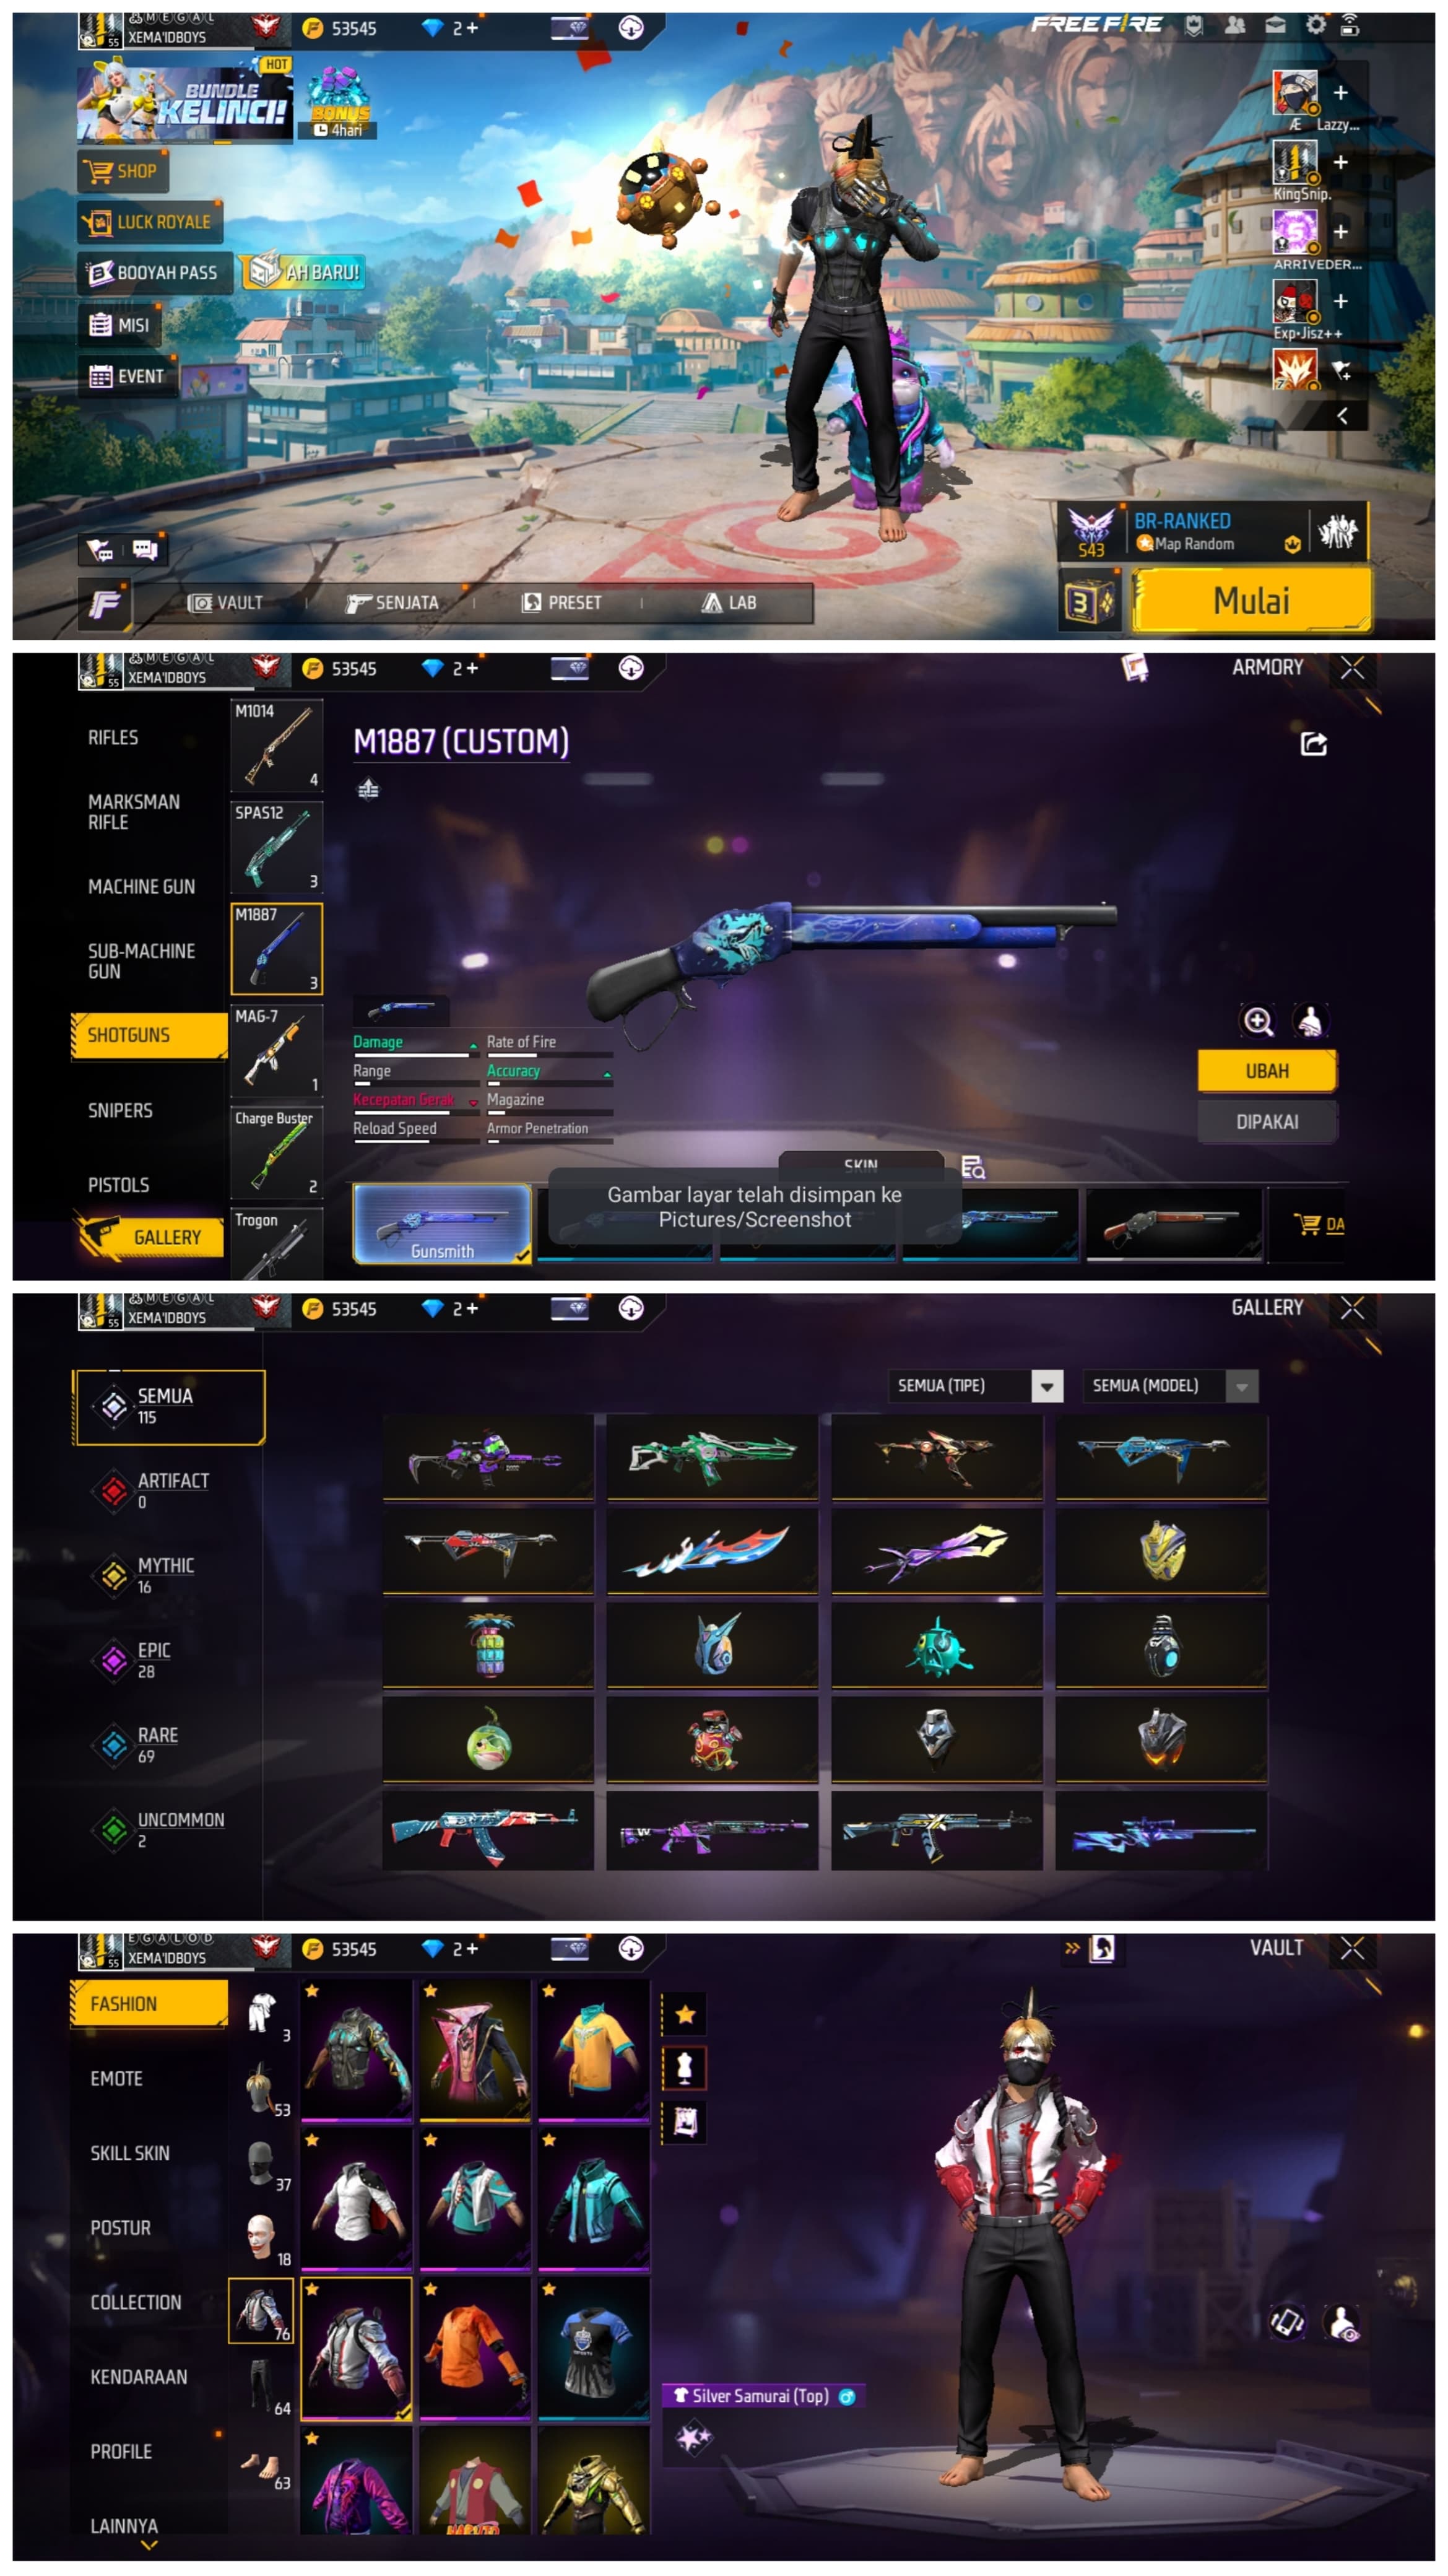 MEGAL
XEMA'IDBOYS
55
53545
2 +
FREE FIRE
HOT
BUNDLE
KELINCI!
BONUS
4hari
SHOP
LUCK ROYALE
BOOYAH PASS
AH BARU!
MISI
EVENT
Æ Lazzy...
KingSnip.
ARRIVEDER...
Exp•Jisz++
BR-RANKED
Map Random
S43
VAULT
SENJATA
PRESET
LAB
3
Mulai
MEGAL
XEMA'IDBOYS
55
53545
2 +
ARMORY
RIFLES
MARKSMAN
RIFLE
MACHINE GUN
SUB-MACHINE
GUN
SHOTGUNS
SNIPERS
PISTOLS
GALLERY
M1014
4
SPAS12
3
M1887
3
MAG-7
1
Charge Buster
2
Trogon
M1887 (CUSTOM)
Damage
Rate of Fire
Range
Accuracy
Kecepatan Gerak
Magazine
Reload Speed
Armor Penetration
UBAH
DIPAKAI
SKIN
Gambar layar telah disimpan ke
Pictures/Screenshot
Gunsmith
DA
MEGAL
XEMA'IDBOYS
55
53545
2 +
GALLERY
SEMUA
115
ARTIFACT
0
MYTHIC
16
EPIC
28
RARE
69
UNCOMMON
2
SEMUA (TIPE)
SEMUA (MODEL)
EGALOD
XEMA'IDBOYS
55
53545
2 +
VAULT
FASHION
EMOTE
SKILL SKIN
POSTUR
COLLECTION
KENDARAAN
PROFILE
LAINNYA
3
53
37
18
76
64
63
Silver Samurai (Top)